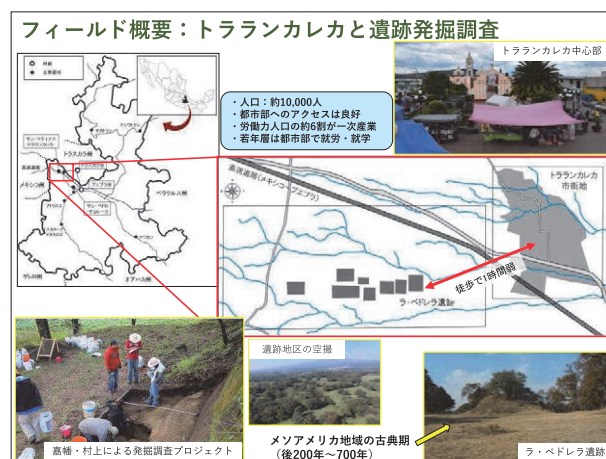 フィールド概要：トラランカレカと遺跡発掘調査
トラランカレカ中心部
・人口：約10,000人
・都市部へのアクセスは良好
・労働力人口の約6割が一次産業
・若年層は都市部で就労・就学
トラスカラ州
メキシコ州
ベラクルス州
ゲレロ州
オアハカ州
高速道路（メキシコ－プエブラ）
トラランカレカ
市街地
徒歩で1時間弱
ラ・ペドレラ遺跡
遺跡地区の空撮
嘉幡・村上による発掘調査プロジェクト
メソアメリカ地域の古典期
（後200年～700年）
ラ・ペドレラ遺跡